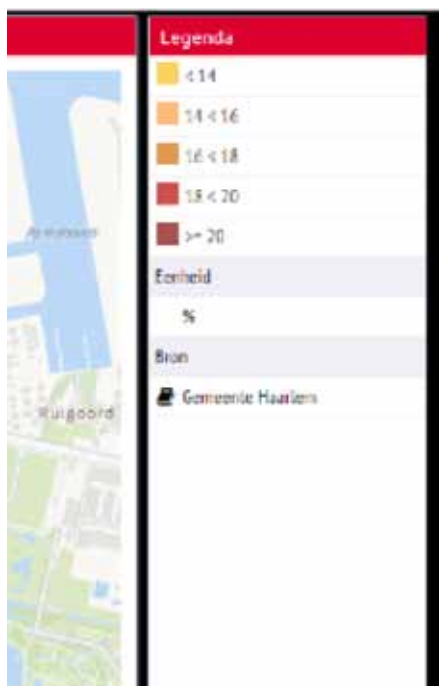 Legenda
< 14
14 < 16
16 < 18
18 < 20
>= 20
Eenheid
%
Bron
Gemeente Haarlem
Ruigoord